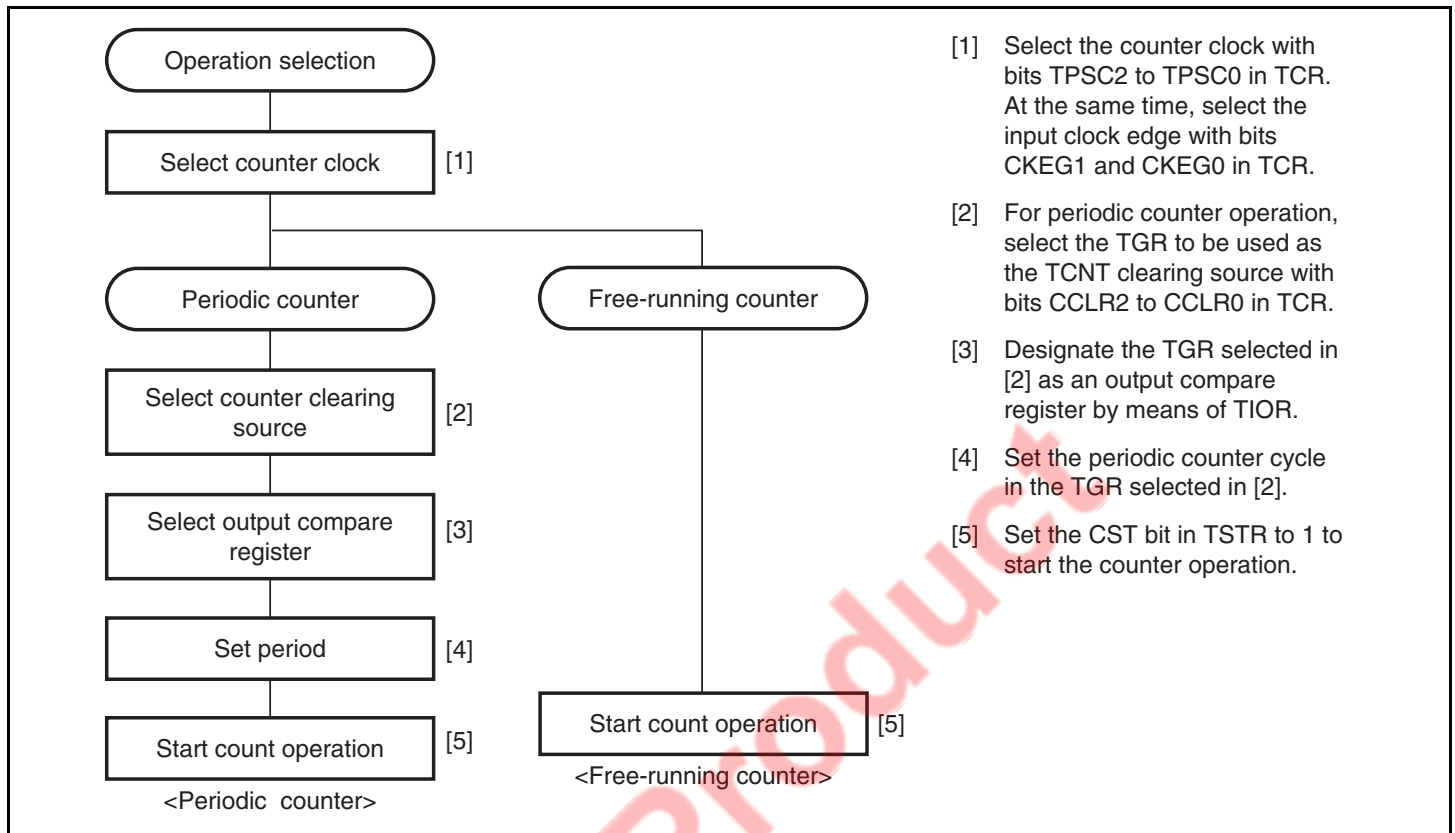 Operation selection
Select counter clock
[1]
Periodic counter
Free-running counter
Select counter clearing
source
[2]
Select output compare
register
[3]
Set period
[4]
Start count operation
[5]
<Periodic counter>
Start count operation
[5]
<Free-running counter>
[1] Select the counter clock with
bits TPSC2 to TPSC0 in TCR.
At the same time, select the
input clock edge with bits
CKEG1 and CKEG0 in TCR.
[2] For periodic counter operation,
select the TGR to be used as
the TCNT clearing source with
bits CCLR2 to CCLR0 in TCR.
[3] Designate the TGR selected in
[2] as an output compare
register by means of TIOR.
[4] Set the periodic counter cycle
in the TGR selected in [2].
[5] Set the CST bit in TSTR to 1 to
start the counter operation.
Product